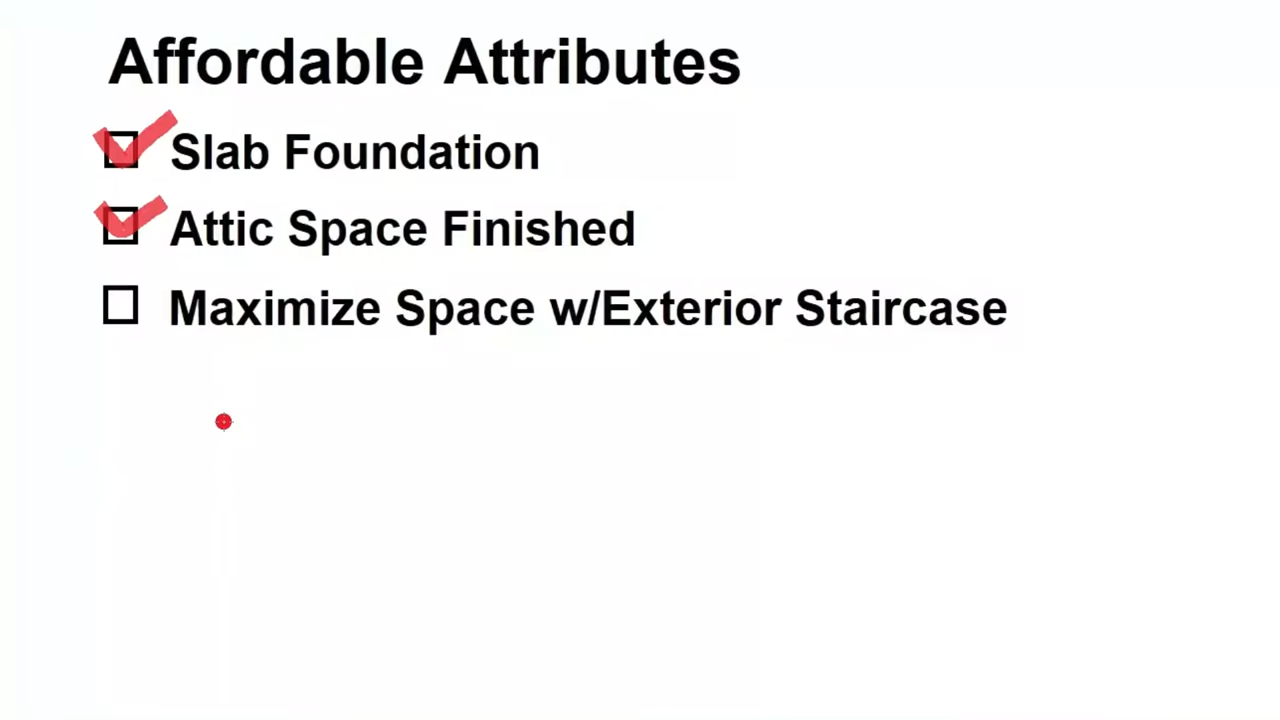 Affordable Attributes
Slab Foundation
Attic Space Finished
Maximize Space w/Exterior Staircase